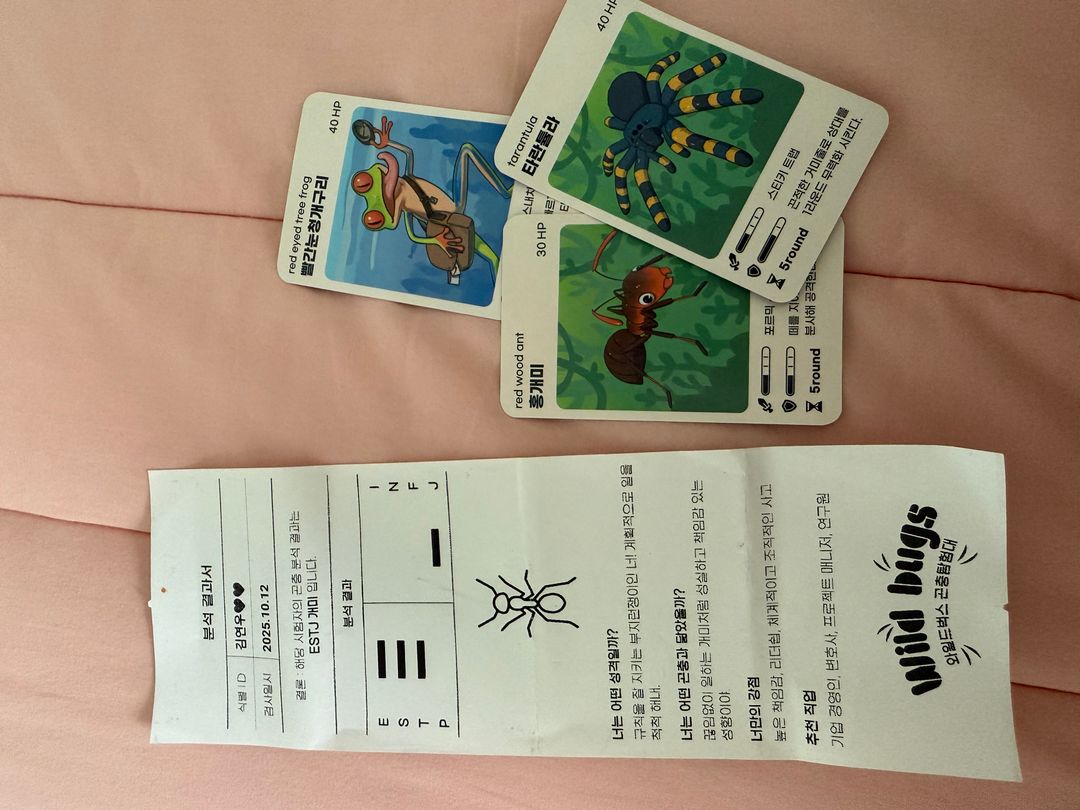 red eyed tree frog
빨간눈청개구리
40 HP
스내치
tarantula
타란툴라
40 HP
스티키 트랩
끈적한 거미줄로 상대를
1라운드 무력화 시킨다.
5round
red wood ant
홍개미
30 HP
포르믹
5round
분석 결과서
식별 ID 김연우♥♥
검사일시 2025.10.12
결론 : 해당 시험자의 곤충 분석 결과는
ESTJ 개미 입니다.
분석 결과
E I
S N
T F
P J
너는 어떤 성격일까?
규칙을 잘 지키는 부지런쟁이인 너! 계획적으로 일을
척척 해내.
너는 어떤 곤충과 닮았을까?
끊임없이 일하는 개미처럼 성실하고 책임감 있는
성향이야
너만의 강점
높은 책임감, 리더쉽, 체계적이고 조직적인 사고
추천 직업
기업 경영인, 변호사, 프로젝트 매니저, 연구원
wild bugs
와일드벅스 곤충탐험대